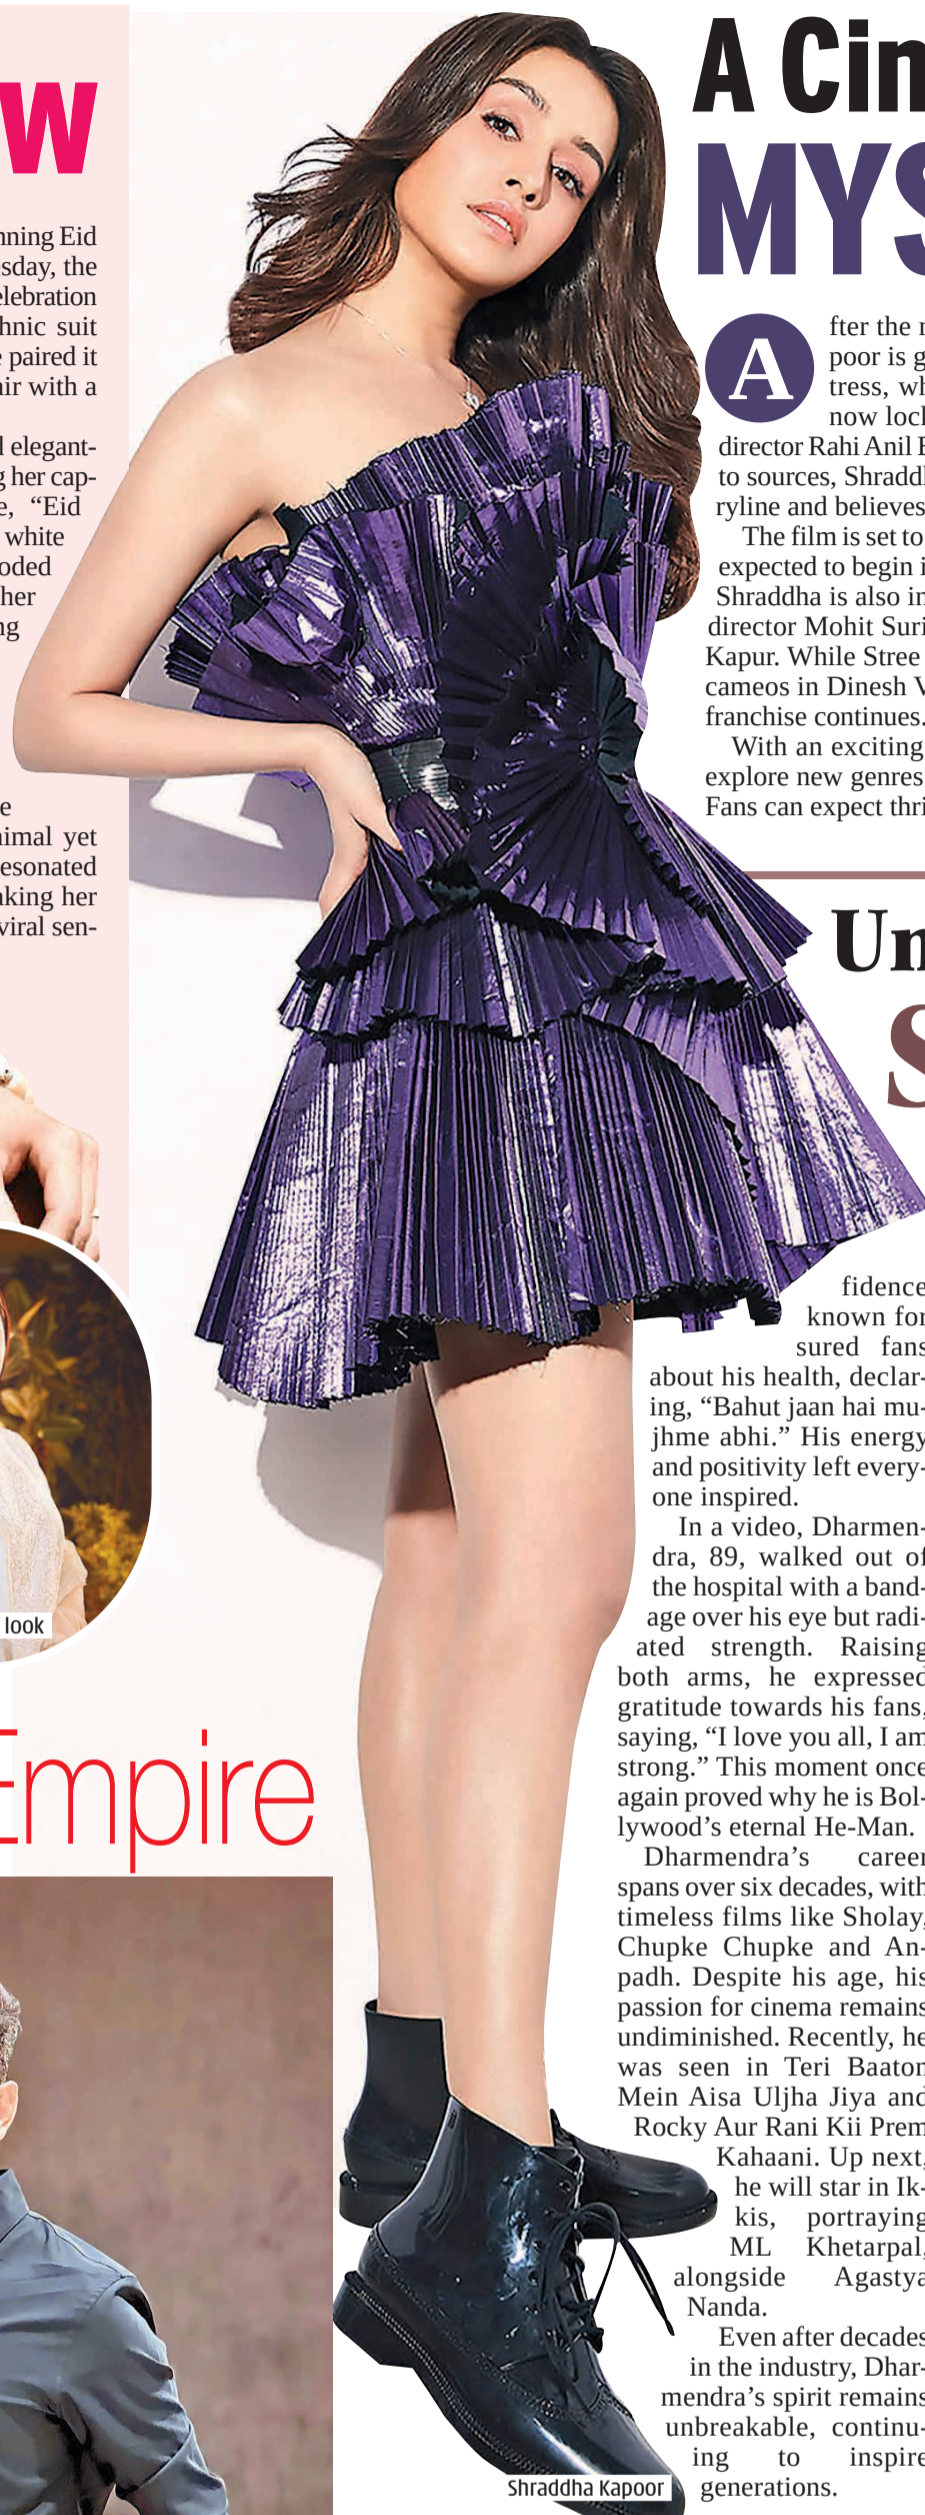 W
nning Eid
esday, the
elebration
hnic suit
e paired it
air with a
d elegant-
g her cap-
e, “Eid
white
oded
her
ng
e
nimal yet
esonated
aking her
viral sen-
look
Empire
A Cin
MYS
A
fter the
poor is g
tress, wh
now lock
director Rahi Anil B
to sources, Shraddh
ryline and believes
The film is set to
expected to begin i
Shraddha is also in
director Mohit Suri
Kapur. While Stree
cameos in Dinesh V
franchise continues.
With an exciting
explore new genres
Fans can expect thri
Un
S
fidence
known for
sured fans
about his health, declar-
ing, “Bahut jaan hai mu-
jhme abhi.” His energy
and positivity left every-
one inspired.
In a video, Dharmen-
dra, 89, walked out of
the hospital with a band-
age over his eye but radi-
ated strength. Raising
both arms, he expressed
gratitude towards his fans,
saying, “I love you all, I am
strong.” This moment once
again proved why he is Bol-
lywood’s eternal He-Man.
Dharmendra’s career
spans over six decades, with
timeless films like Sholay,
Chupke Chupke and An-
padh. Despite his age, his
passion for cinema remains
undiminished. Recently, he
was seen in Teri Baaton
Mein Aisa Uljha Jiya and
Rocky Aur Rani Kii Prem
Kahaani. Up next,
he will star in Ik-
kis, portraying
ML Khetarpal,
alongside Agastya
Nanda.
Even after decades
in the industry, Dhar-
mendra’s spirit remains
unbreakable, continu-
ing to inspire
generations.
Shraddha Kapoor